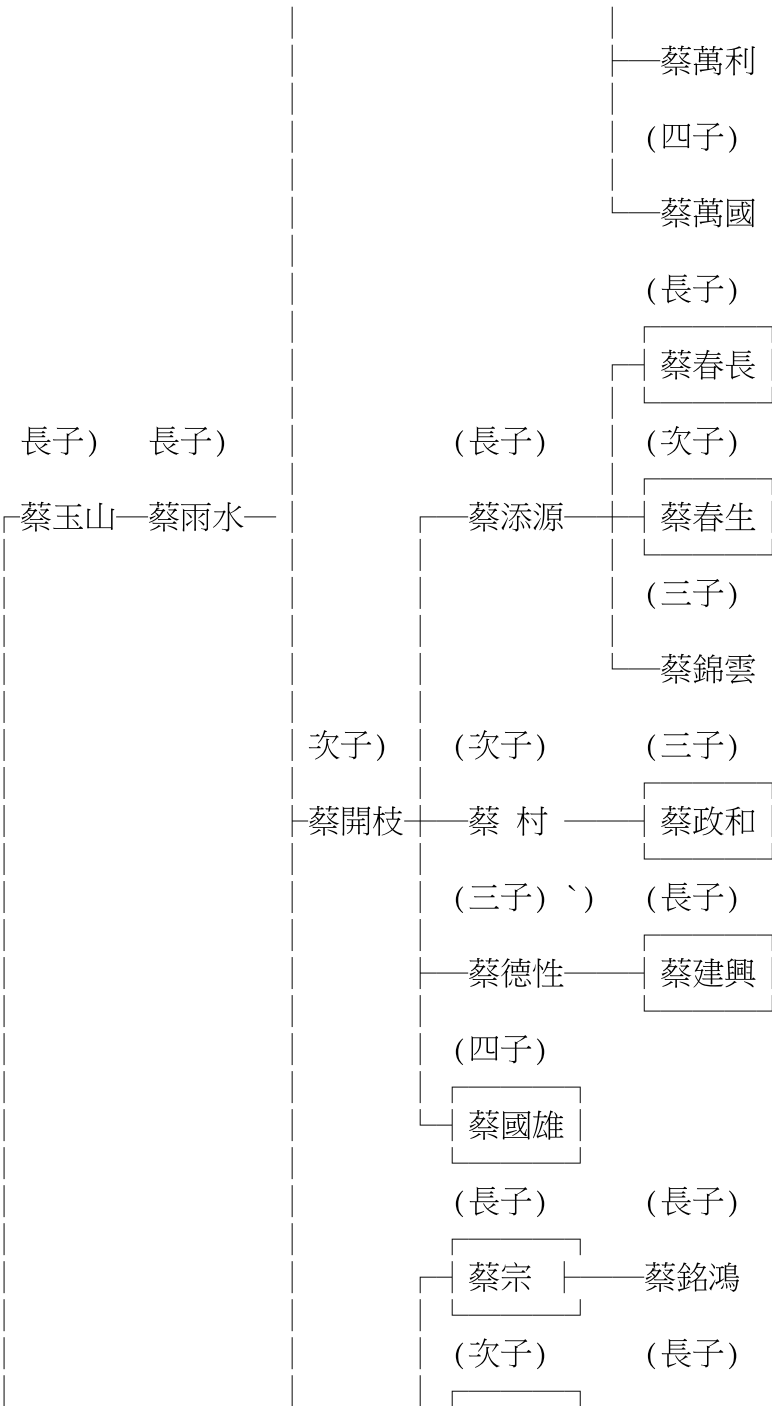 蔡萬利
(四子)
蔡萬國
(長子)
蔡春長
長子) 長子) (長子) (次子)
蔡玉山 蔡雨水 蔡添源 蔡春生
(三子)
蔡錦雲
次子) (次子) (三子)
蔡開枝 蔡 村 蔡政和
(三子)`) (長子)
蔡德性 蔡建興
(四子)
蔡國雄
(長子) (長子)
蔡宗 蔡銘鴻
(次子) (長子)